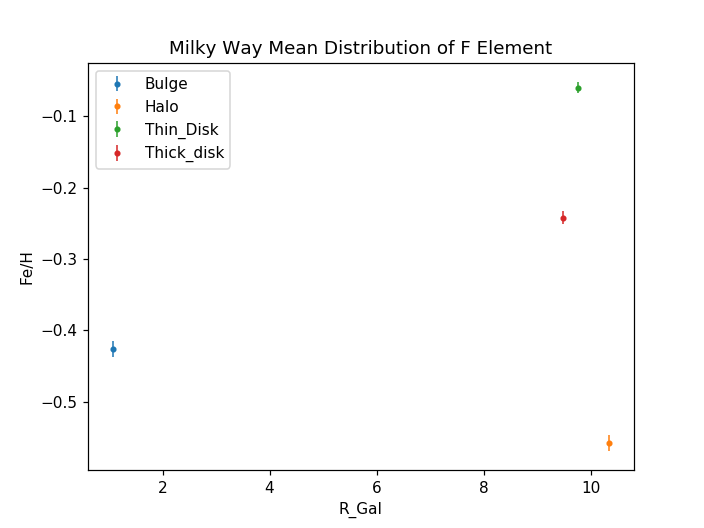 Milky Way Mean Distribution of F Element
Bulge
Halo
Thin_Disk
Thick_disk
−0.1
−0.2
−0.3
−0.4
−0.5
Fe/H
2
4
6
8
10
R_Gal